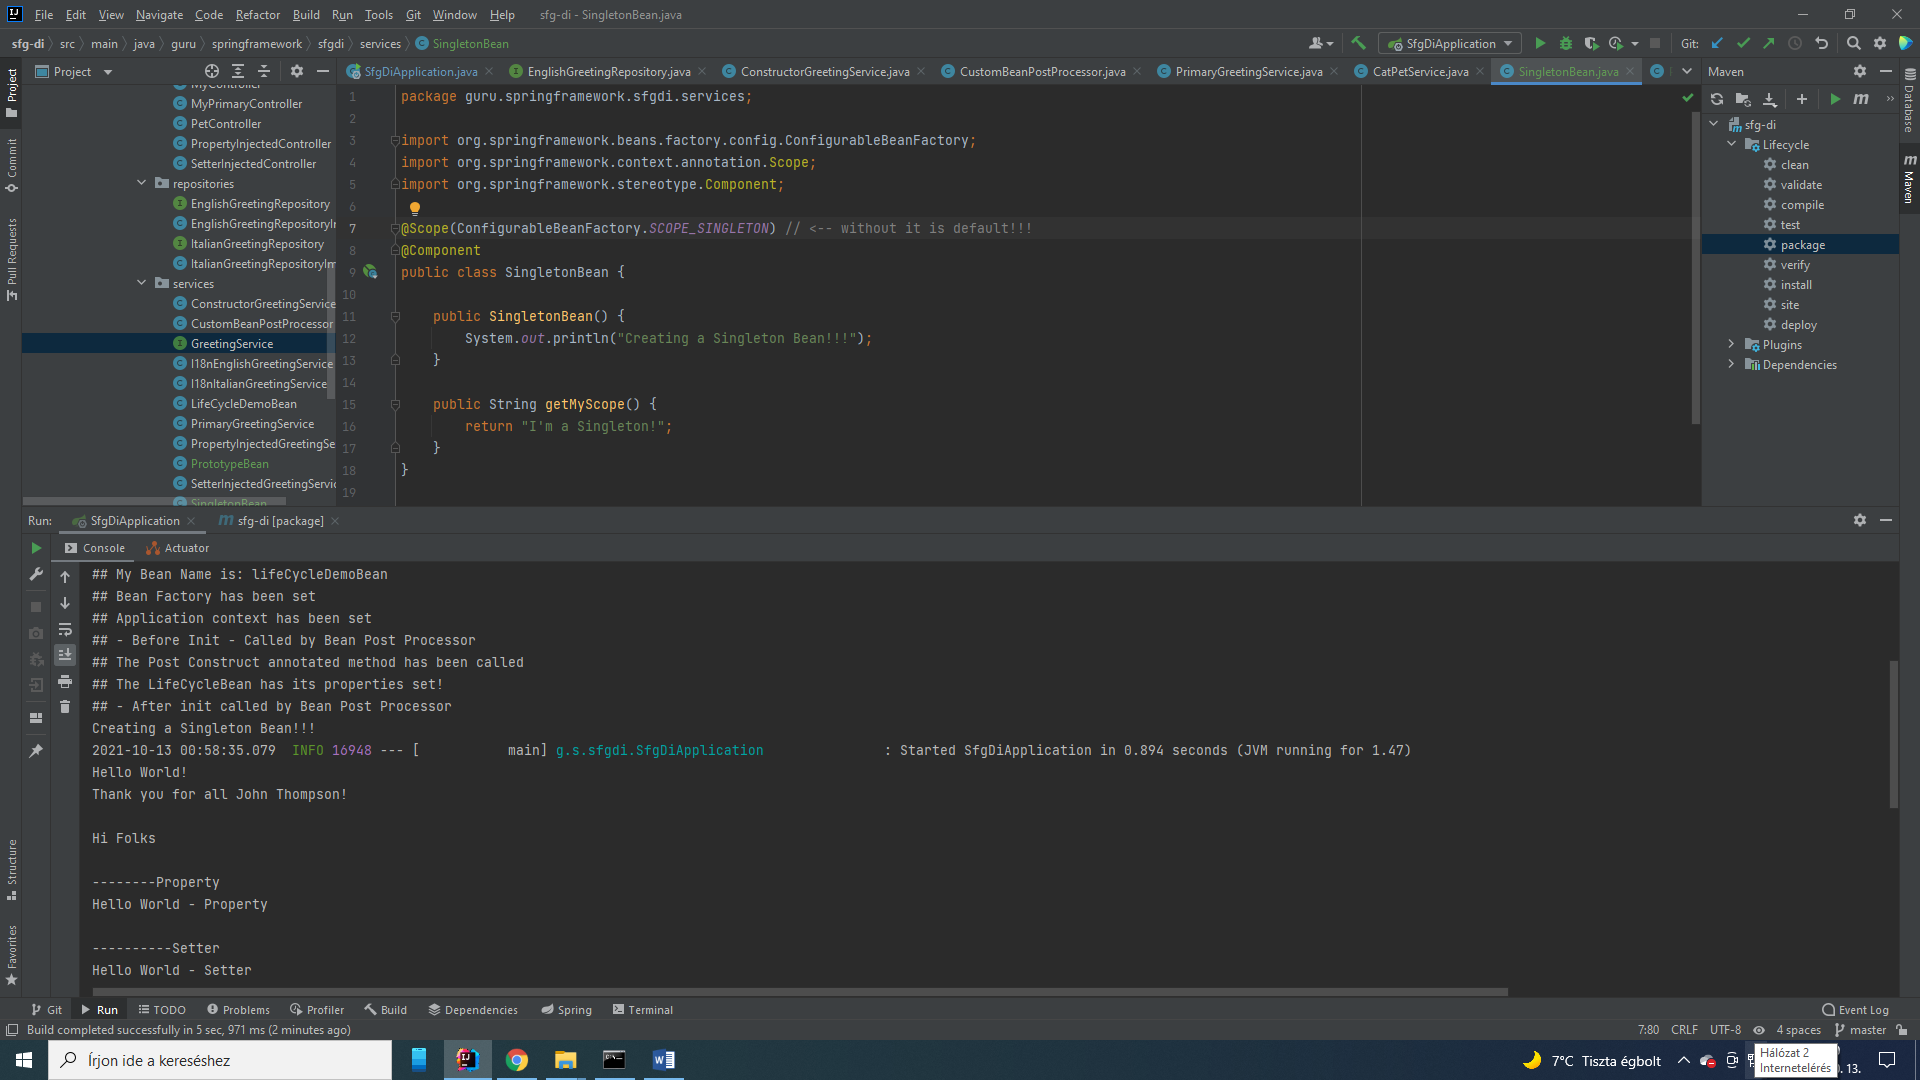 File Edit View Navigate Code Refactor Build Run Tools Git Window Help sfg-di - SingletonBean.java
sfg-di src main java guru springframework sfgdi services SingletonBean
SfgDiApplication Git:
Project
SfgDiApplication.java EnglishGreetingRepository.java ConstructorGreetingService.java CustomBeanPostProcessor.java PrimaryGreetingService.java CatPetService.java SingletonBean.java
Maven
MyController
MyPrimaryController
PetController
PropertyInjectedController
SetterInjectedController
repositories
EnglishGreetingRepository
EnglishGreetingRepositoryIm
ItalianGreetingRepository
ItalianGreetingRepositoryIm
services
ConstructorGreetingService
CustomBeanPostProcessor
GreetingService
I18nEnglishGreetingService
I18nItalianGreetingService
LifeCycleDemoBean
PrimaryGreetingService
PropertyInjectedGreetingSe
PrototypeBean
SetterInjectedGreetingServic
SingletonBean
1 package guru.springframework.sfgdi.services;
2
3 import org.springframework.beans.factory.config.ConfigurableBeanFactory;
4 import org.springframework.context.annotation.Scope;
5 import org.springframework.stereotype.Component;
6
7 @Scope(ConfigurableBeanFactory.SCOPE_SINGLETON) // <-- without it is default!!!
8 @Component
9 public class SingletonBean {
10
11 public SingletonBean() {
12 System.out.println("Creating a Singleton Bean!!!");
13 }
14
15 public String getMyScope() {
16 return "I'm a Singleton!";
17 }
18 }
19
sfg-di
Lifecycle
clean
validate
compile
test
package
verify
install
site
deploy
Plugins
Dependencies
Project
Commit
Pull Requests
Structure
Favorites
Database
Maven
Run: SfgDiApplication sfg-di [package]
Console Actuator
## My Bean Name is: lifeCycleDemoBean
## Bean Factory has been set
## Application context has been set
## - Before Init - Called by Bean Post Processor
## The Post Construct annotated method has been called
## The LifeCycleBean has its properties set!
## - After init called by Bean Post Processor
Creating a Singleton Bean!!!
2021-10-13 00:58:35.079 INFO 16948 --- [ main] g.s.sfgdi.SfgDiApplication : Started SfgDiApplication in 0.894 seconds (JVM running for 1.47)
Hello World!
Thank you for all John Thompson!
Hi Folks
--------Property
Hello World - Property
----------Setter
Hello World - Setter
Git Run TODO Problems Profiler Build Dependencies Spring Terminal Event Log
Build completed successfully in 5 sec, 971 ms (2 minutes ago) 7:80 CRLF UTF-8 4 spaces master
Írjon ide a kereséshez
7°C Tiszta égbolt
Hálózat 2
Internetelérés
. 13.